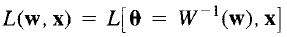 L(w, x) = L[θ = W⁻¹(w), x]